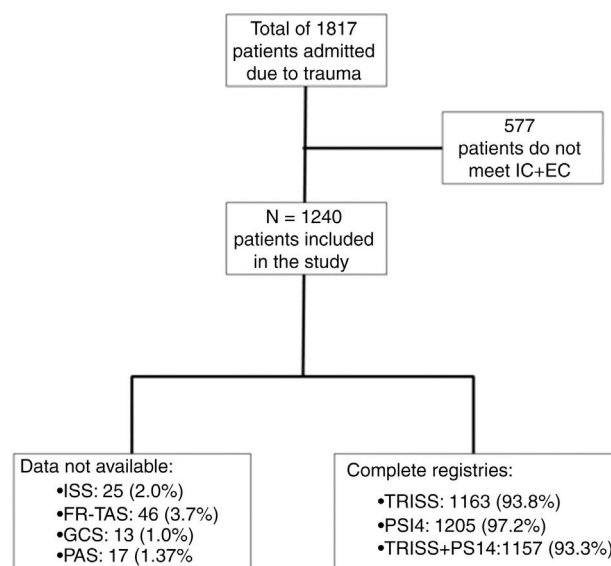 Total of 1817
patients admitted
due to trauma
577
patients do not
meet IC+EC
N = 1240
patients included
in the study
Data not available:
•ISS: 25 (2.0%)
•FR-TAS: 46 (3.7%)
•GCS: 13 (1.0%)
•PAS: 17 (1.37%
Complete registries:
•TRISS: 1163 (93.8%)
•PSI4: 1205 (97.2%)
•TRISS+PS14:1157 (93.3%)